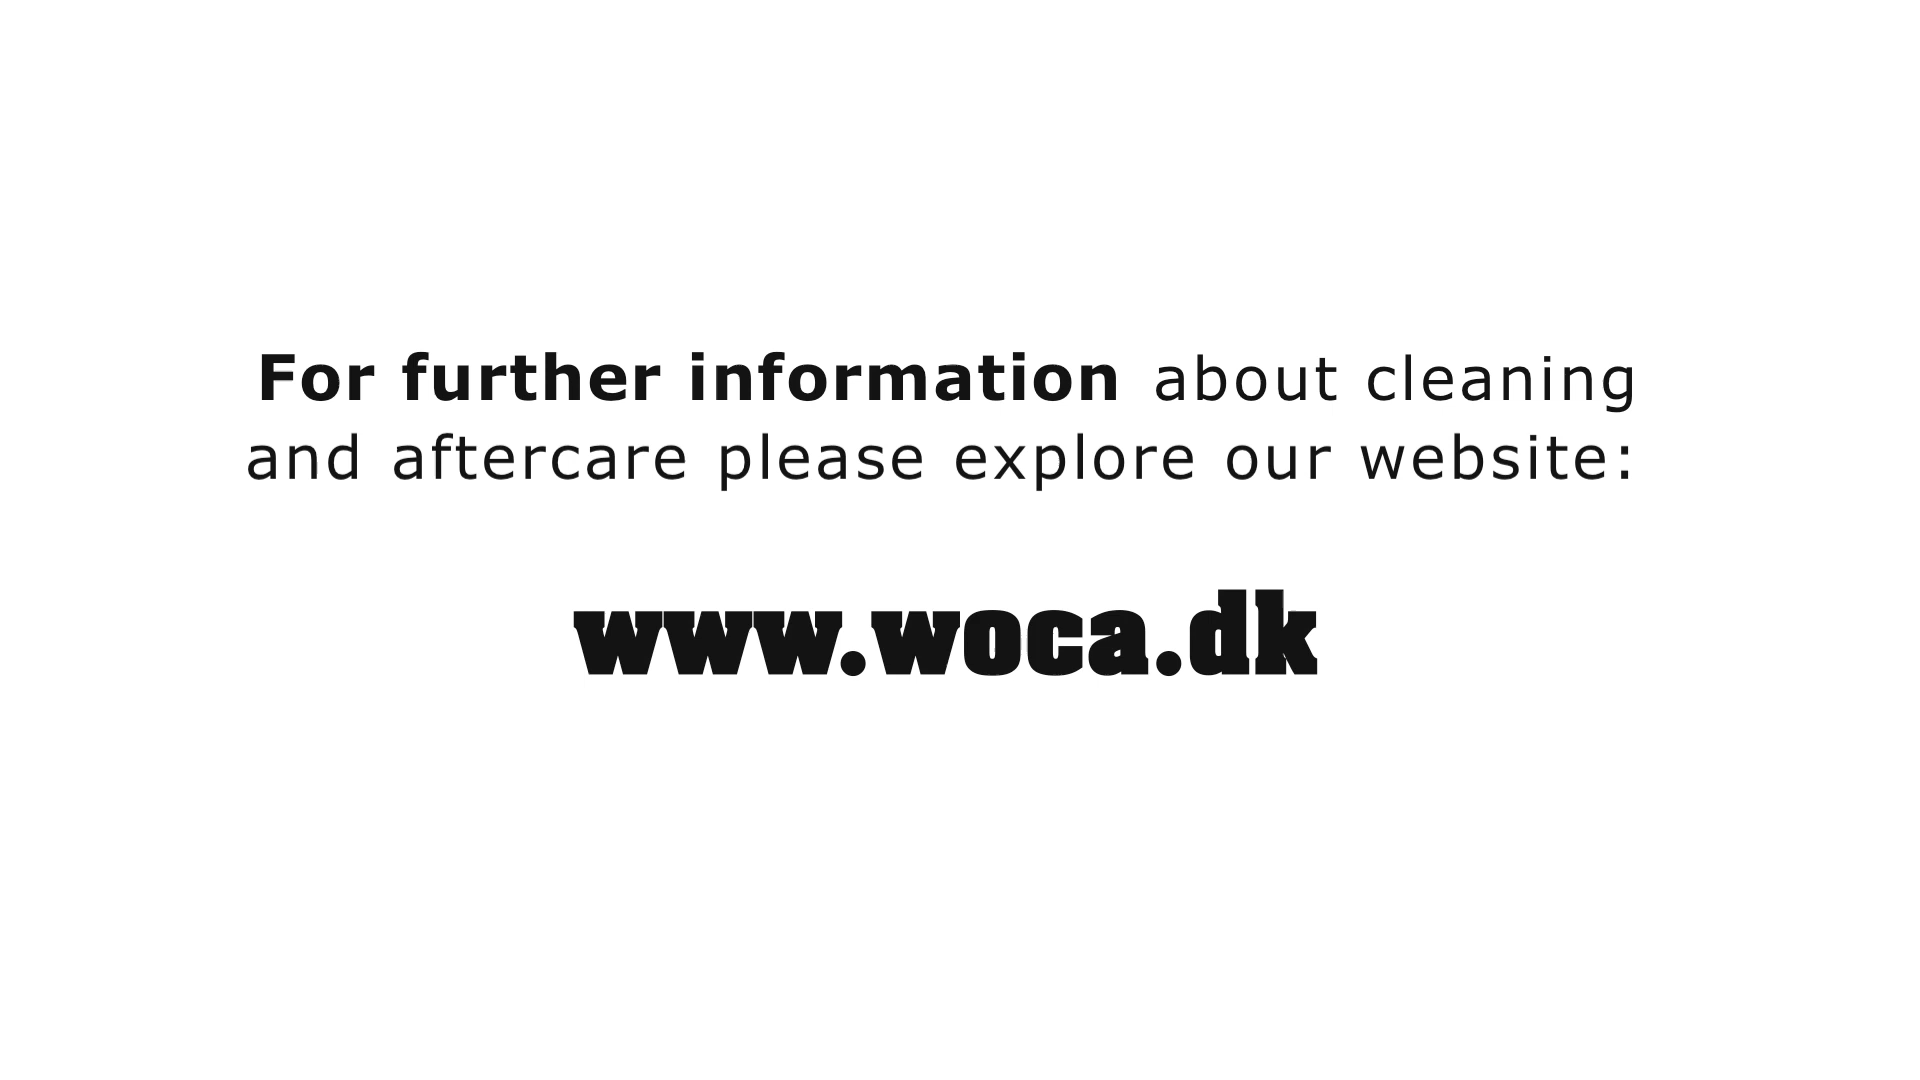 For further information about cleaning
and aftercare please explore our website:
www.woca.dk